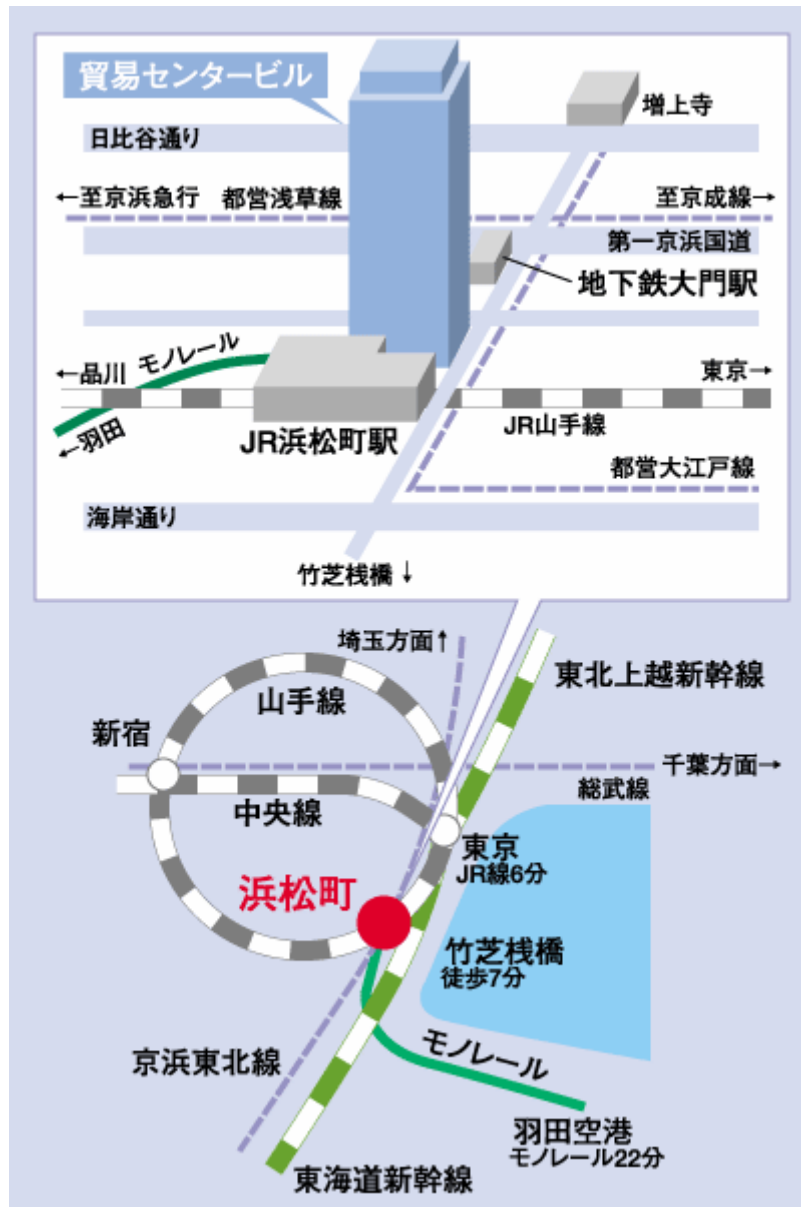 貿易センタービル
増上寺
日比谷通り
←至京浜急行 都営浅草線 至京成線→
第一京浜国道
地下鉄大門駅
モノレール
←品川
東京→
←羽田
JR浜松町駅
JR山手線
都営大江戸線
海岸通り
竹芝桟橋↓
埼玉方面↑
東北上越新幹線
山手線
新宿
千葉方面→
総武線
中央線
東京
JR線6分
浜松町
竹芝桟橋
徒歩7分
京浜東北線
モノレール
羽田空港
モノレール22分
東海道新幹線